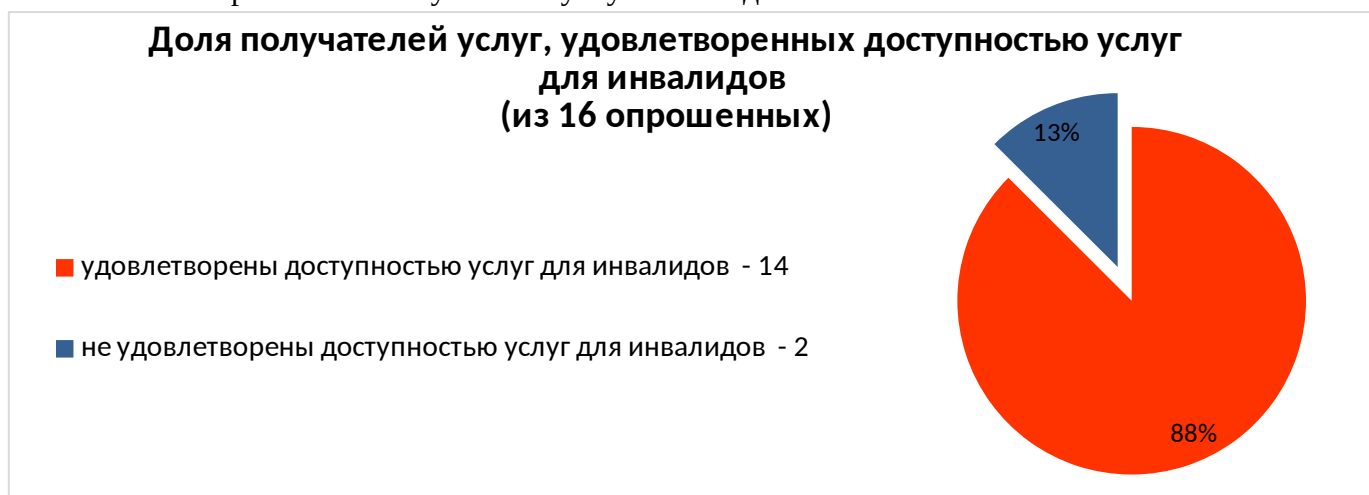 Доля получателей услуг, удовлетворенных доступностью услуг
для инвалидов
(из 16 опрошенных)
13%
удовлетворены доступностью услуг для инвалидов - 14
не удовлетворены доступностью услуг для инвалидов - 2
88%